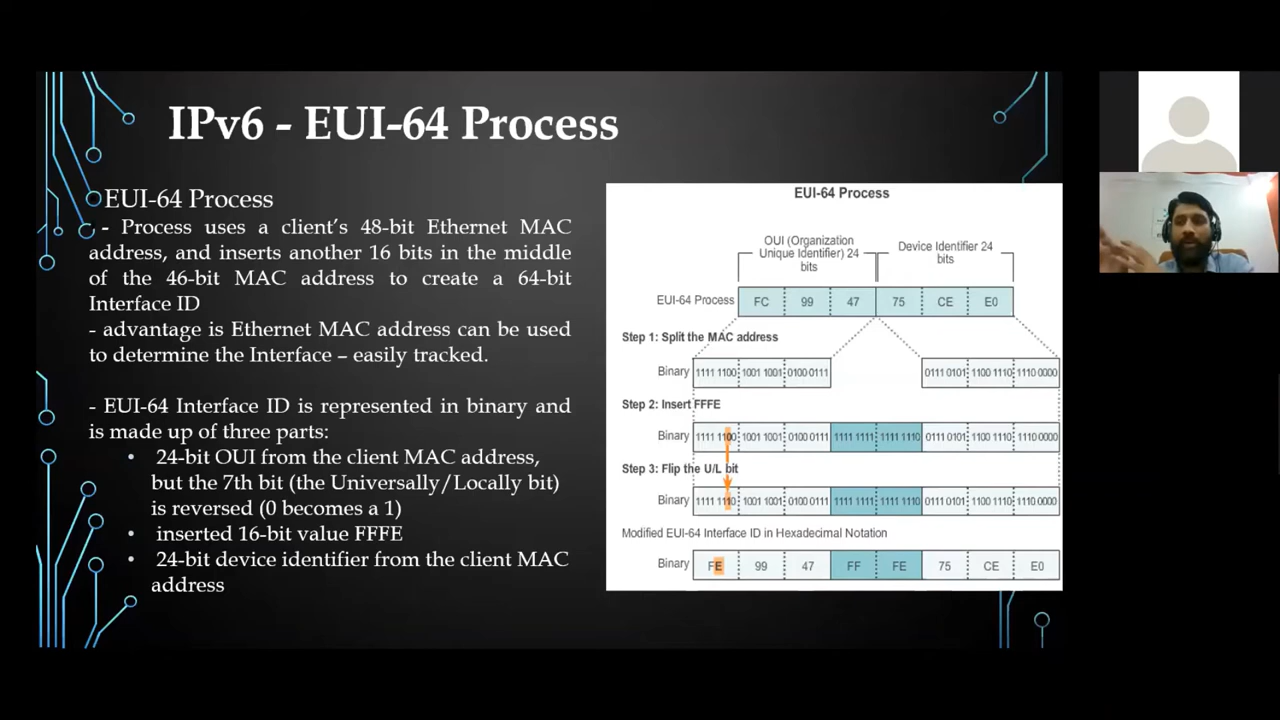 IPv6 - EUI-64 Process
EUI-64 Process
- Process uses a client’s 48-bit Ethernet MAC
address, and inserts another 16 bits in the middle
of the 46-bit MAC address to create a 64-bit
Interface ID
- advantage is Ethernet MAC address can be used
to determine the Interface – easily tracked.
- EUI-64 Interface ID is represented in binary and
is made up of three parts:
• 24-bit OUI from the client MAC address,
but the 7th bit (the Universally/Locally bit)
is reversed (0 becomes a 1)
• inserted 16-bit value FFFE
• 24-bit device identifier from the client MAC
address
EUI-64 Process
OUI (Organization
Unique Identifier) 24
bits
Device Identifier 24
bits
EUI-64 Process FC 99 47 75 CE E0
Step 1: Split the MAC address
Binary 1111 1100 1001 1001 0100 0111 0111 0101 1100 1110 1110 0000
Step 2: Insert FFFE
Binary 1111 1100 1001 1001 0100 0111 1111 1111 1111 1110 0111 0101 1100 1110 1110 0000
Step 3: Flip the U/L bit
Binary 1111 1110 1001 1001 0100 0111 1111 1111 1111 1110 0111 0101 1100 1110 1110 0000
Modified EUI-64 Interface ID in Hexadecimal Notation
Binary FE 99 47 FF FE 75 CE E0